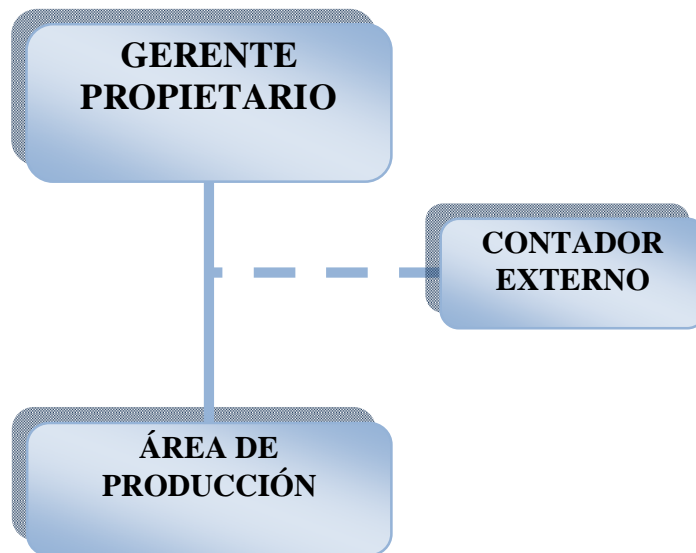 GERENTE
PROPIETARIO
CONTADOR
EXTERNO
ÁREA DE
PRODUCCIÓN